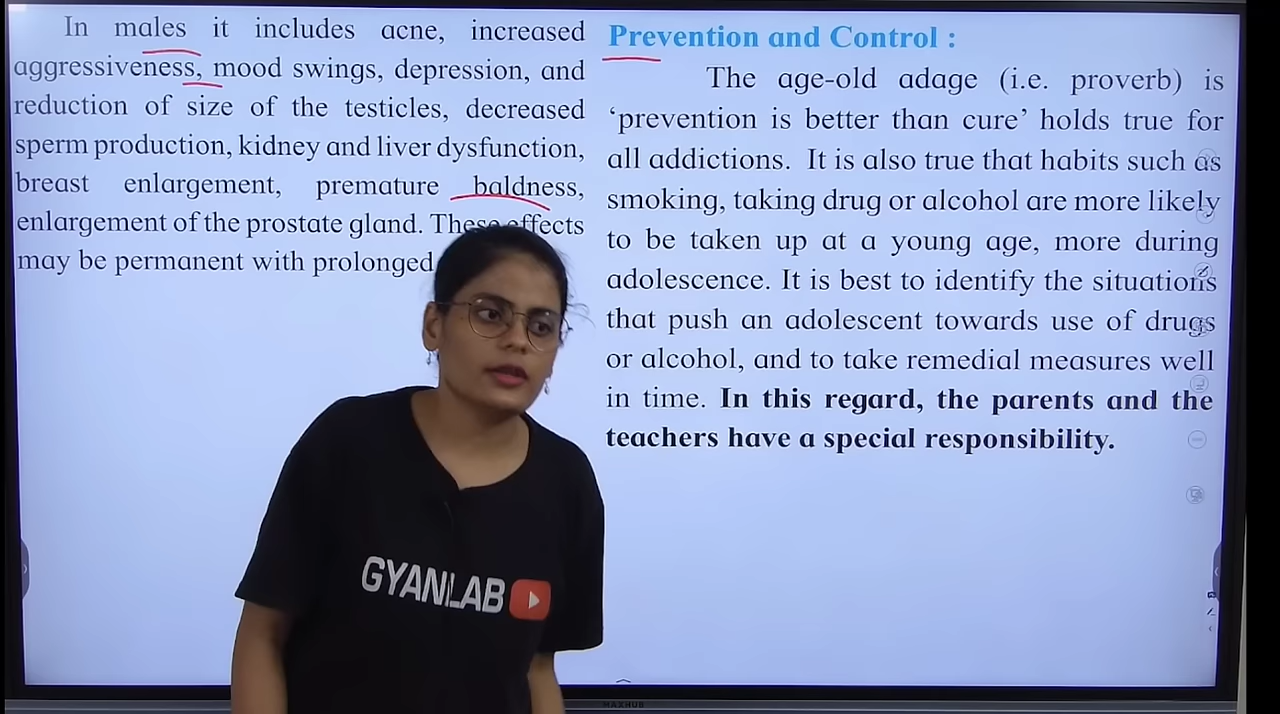 In males it includes acne, increased
aggressiveness, mood swings, depression, and
reduction of size of the testicles, decreased
sperm production, kidney and liver dysfunction,
breast enlargement, premature baldness,
enlargement of the prostate gland. These effects
may be permanent with prolonged
Prevention and Control :
The age-old adage (i.e. proverb) is
‘prevention is better than cure’ holds true for
all addictions. It is also true that habits such as
smoking, taking drug or alcohol are more likely
to be taken up at a young age, more during
adolescence. It is best to identify the situations
that push an adolescent towards use of drugs
or alcohol, and to take remedial measures well
in time. In this regard, the parents and the
teachers have a special responsibility.
GYANLAB
MAXHUB